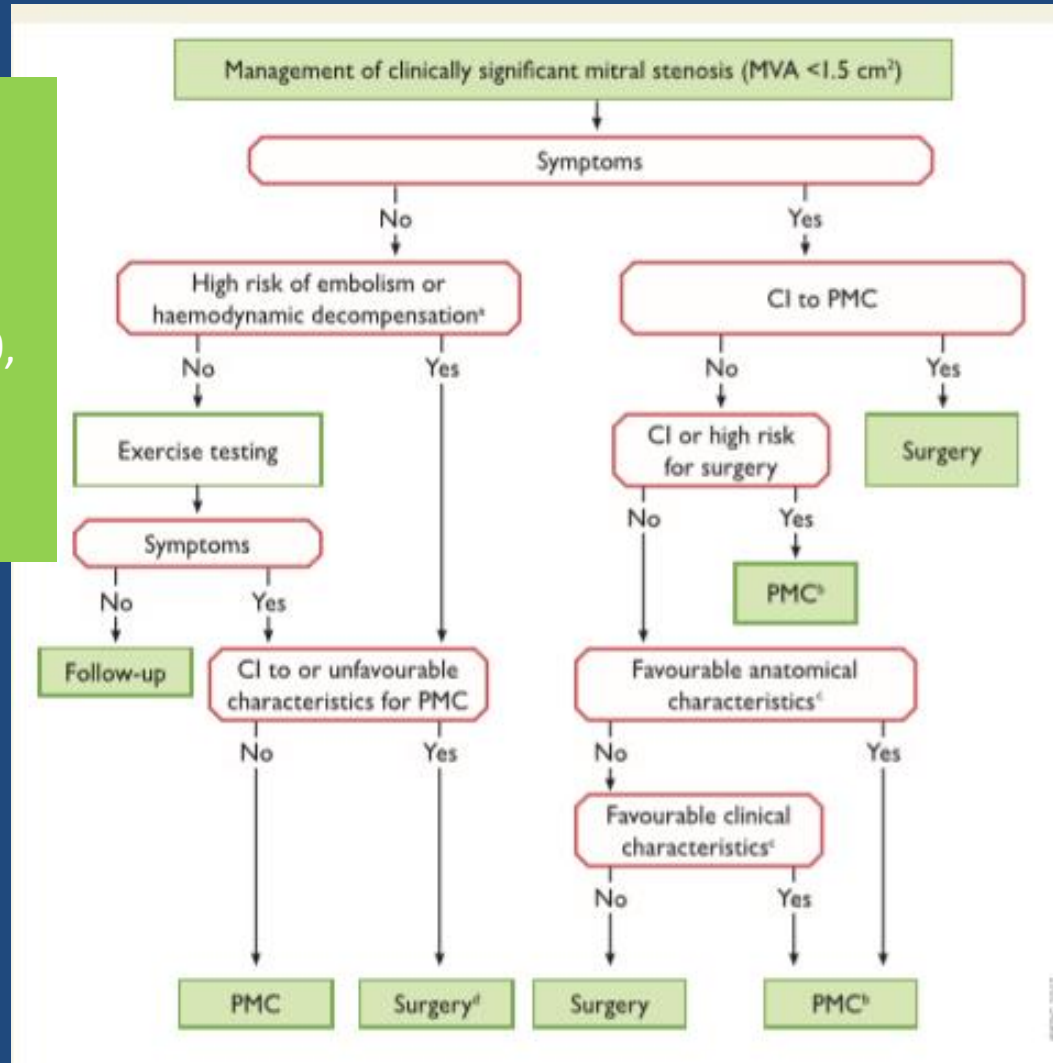 Management of clinically significant mitral stenosis (MVA <1.5 cm²)
Symptoms
No
Yes
High risk of embolism or
haemodynamic decompensationᵃ
CI to PMC
),
No
Yes
No
Yes
Exercise testing
CI or high risk
for surgery
Surgery
Symptoms
No
Yes
No
Yes
PMCᵇ
Follow-up
CI to or unfavourable
characteristics for PMC
Favourable anatomical
characteristicsᶜ
No
Yes
No
Yes
Favourable clinical
characteristicsᶜ
No
Yes
PMC
Surgeryᵈ
Surgery
PMCᵇ